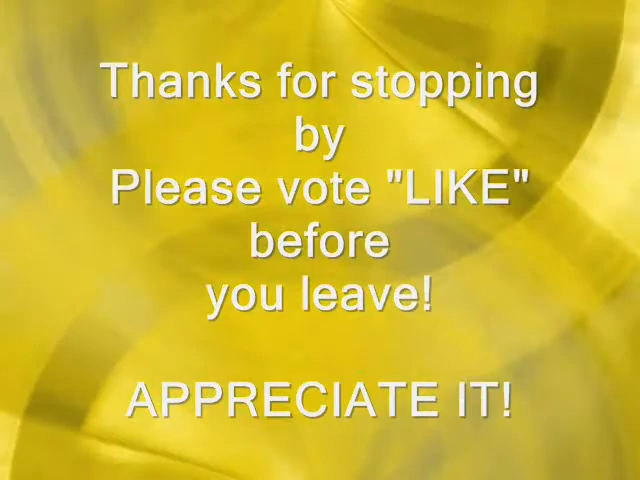 Thanks for stopping
by
Please vote "LIKE"
before
you leave!
APPRECIATE IT!